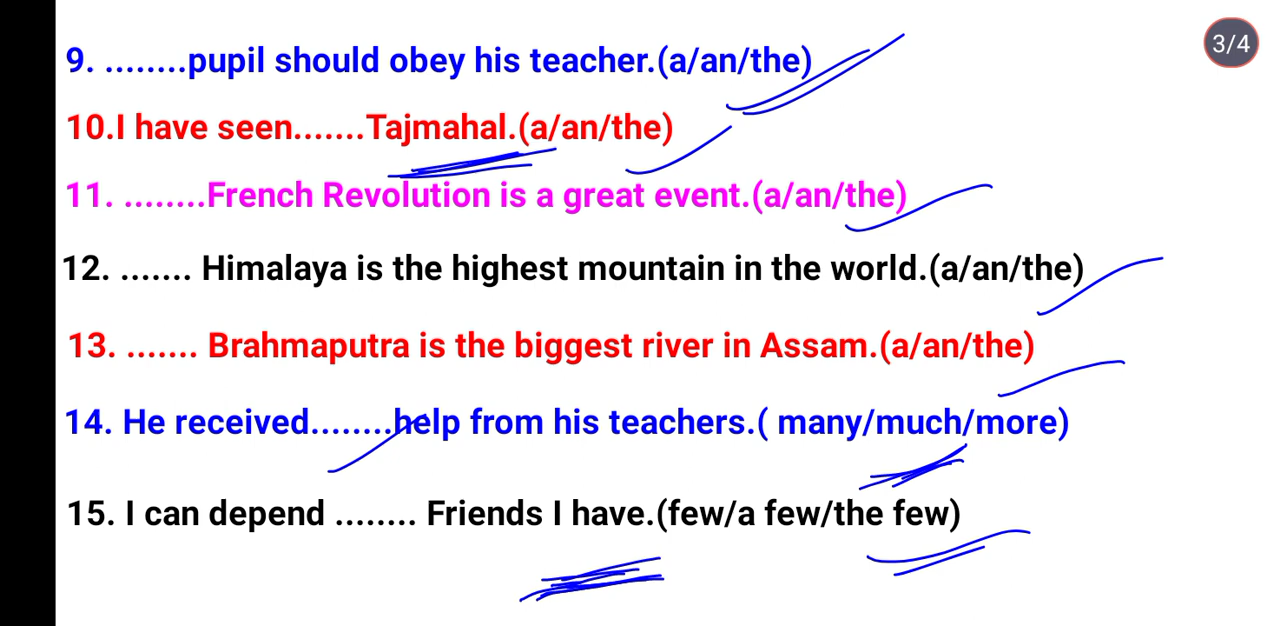 3/4
9. ........pupil should obey his teacher.(a/an/the)
10.I have seen.......Tajmahal.(a/an/the)
11. ........French Revolution is a great event.(a/an/the)
12. ....... Himalaya is the highest mountain in the world.(a/an/the)
13. ....... Brahmaputra is the biggest river in Assam.(a/an/the)
14. He received........help from his teachers.( many/much/more)
15. I can depend ........ Friends I have.(few/a few/the few)